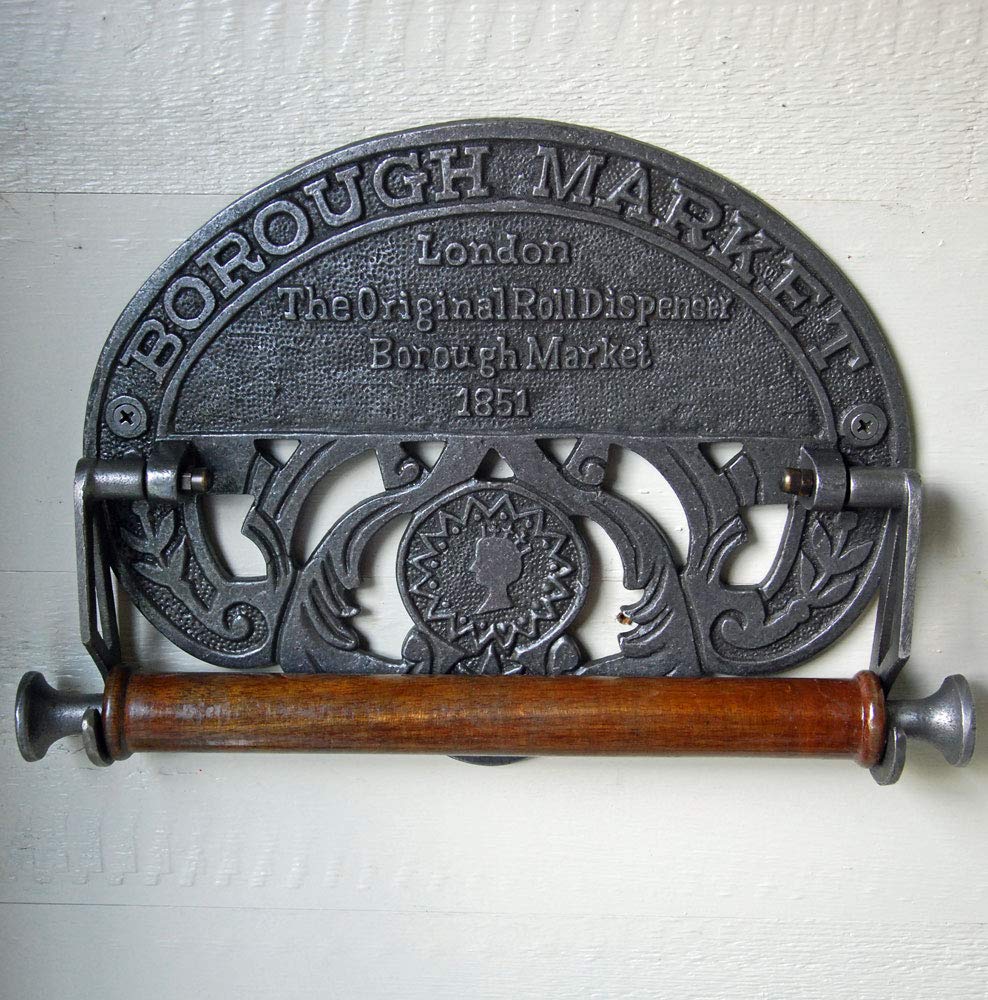 BOROUGH MARKET
London
The Original Roll Dispenser
Borough Market
1851